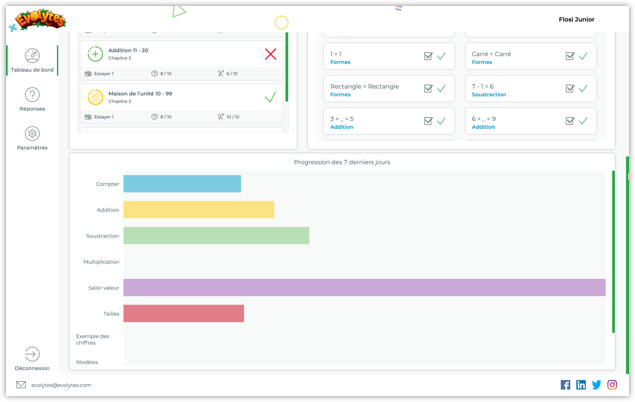 Evolytes
Flosi Junior
Tableau de bord
Réponses
Paramètres
Déconnexion
Addition 11 - 20
Chapitre 3
Essayer 1
8 / 10
6 / 10
Maison de l'unité 10 - 99
Chapitre 2
Essayer 1
8 / 10
10 / 10
1 = 1
Formes
Carré = Carré
Formes
Rectangle = Rectangle
Formes
7 - 1 = 6
Soustraction
3 + _ = 5
Addition
6 + _ = 9
Addition
Progression des 7 derniers jours
Compter
Addition
Soustraction
Multiplication
Saisir valeur
Tailles
Exemple des
chiffres
Modèles
evolytes@evolytes.com